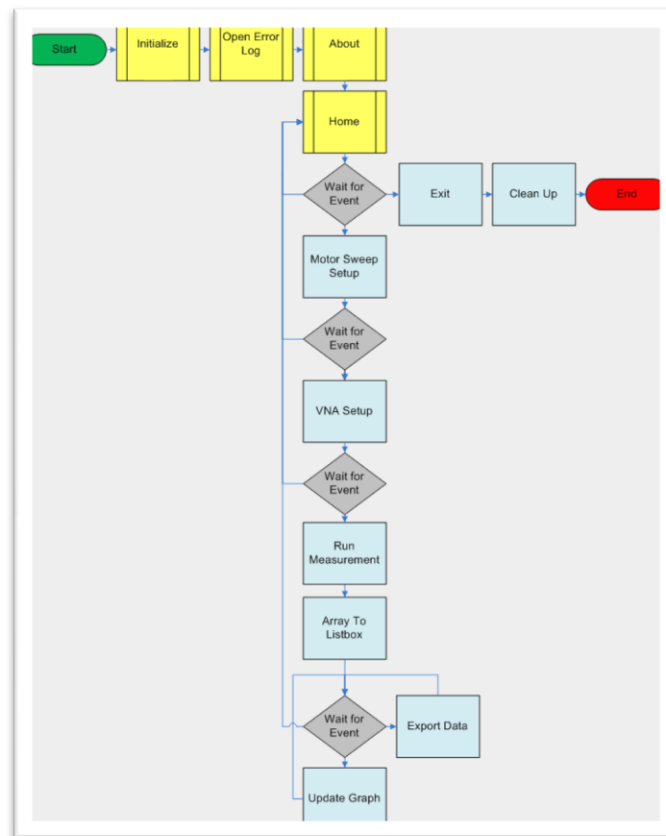 Start
Initialize
Open Error
Log
About
Home
Wait for
Event
Exit
Clean Up
End
Motor Sweep
Setup
Wait for
Event
VNA Setup
Wait for
Event
Run
Measurement
Array To
Listbox
Wait for
Event
Export Data
Update Graph